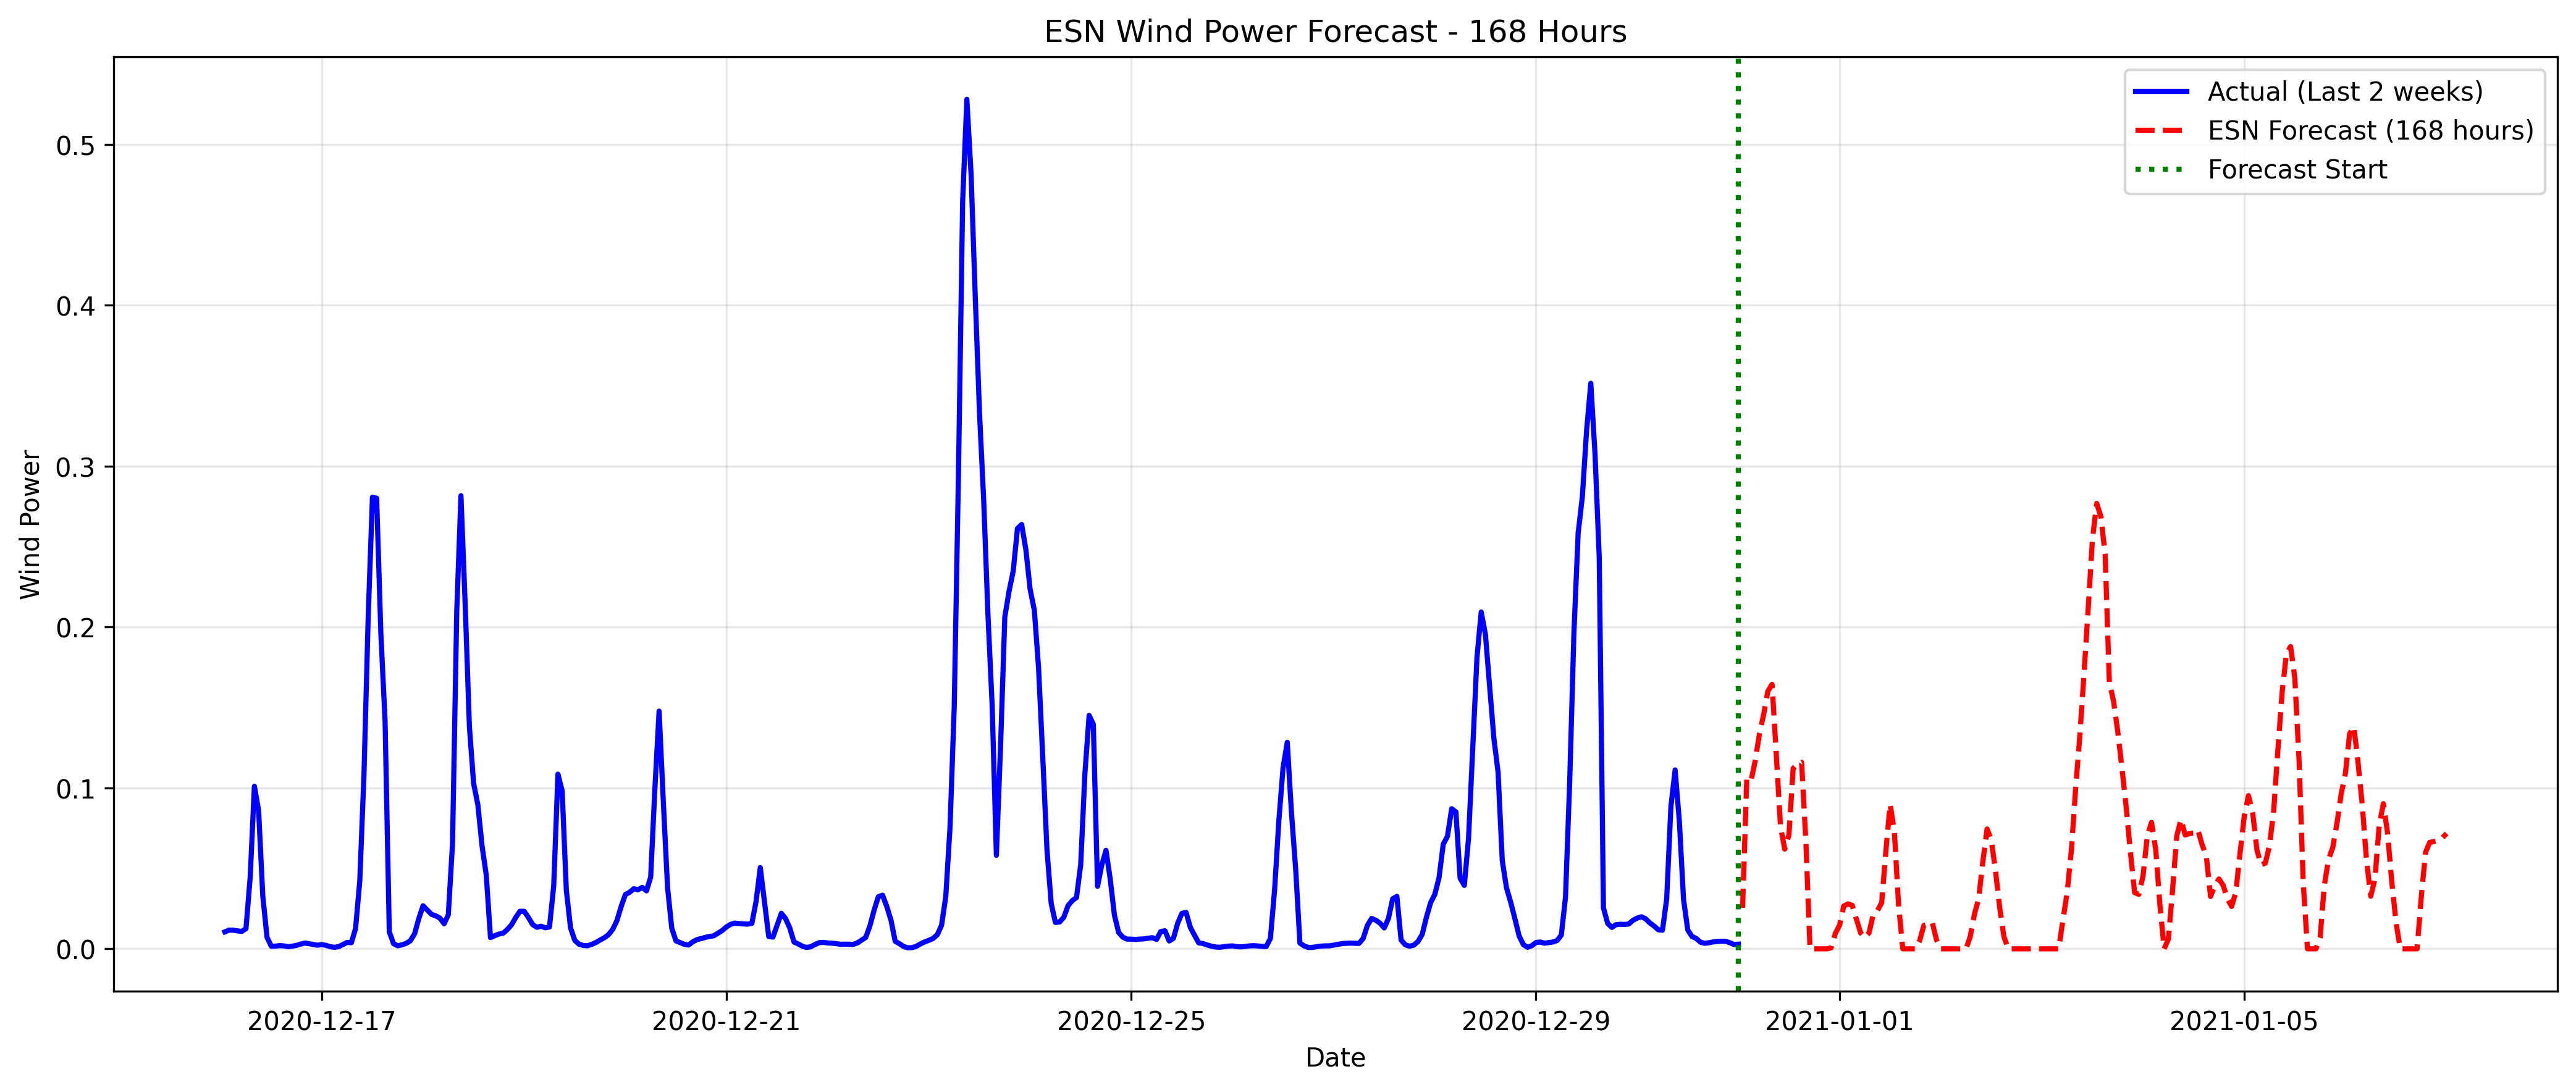 ESN Wind Power Forecast - 168 Hours
Actual (Last 2 weeks)
ESN Forecast (168 hours)
Forecast Start
Wind Power
0.5
0.4
0.3
0.2
0.1
0.0
2020-12-17
2020-12-21
2020-12-25
2020-12-29
2021-01-01
2021-01-05
Date